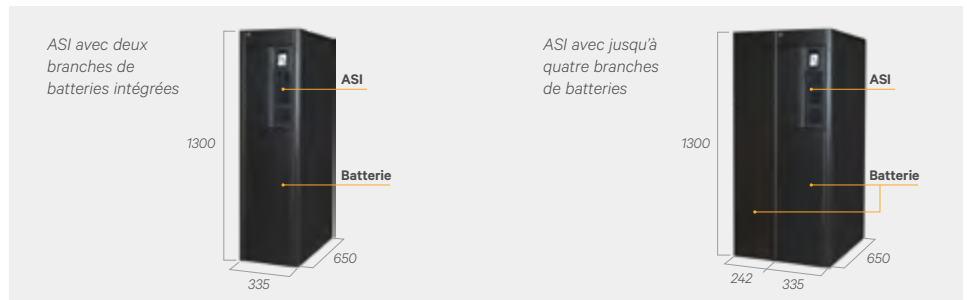 ASI avec deux
branches de
batteries intégrées
ASI
1300
Batterie
650
335
ASI avec jusqu'à
quatre branches
de batteries
ASI
1300
Batterie
650
242
335